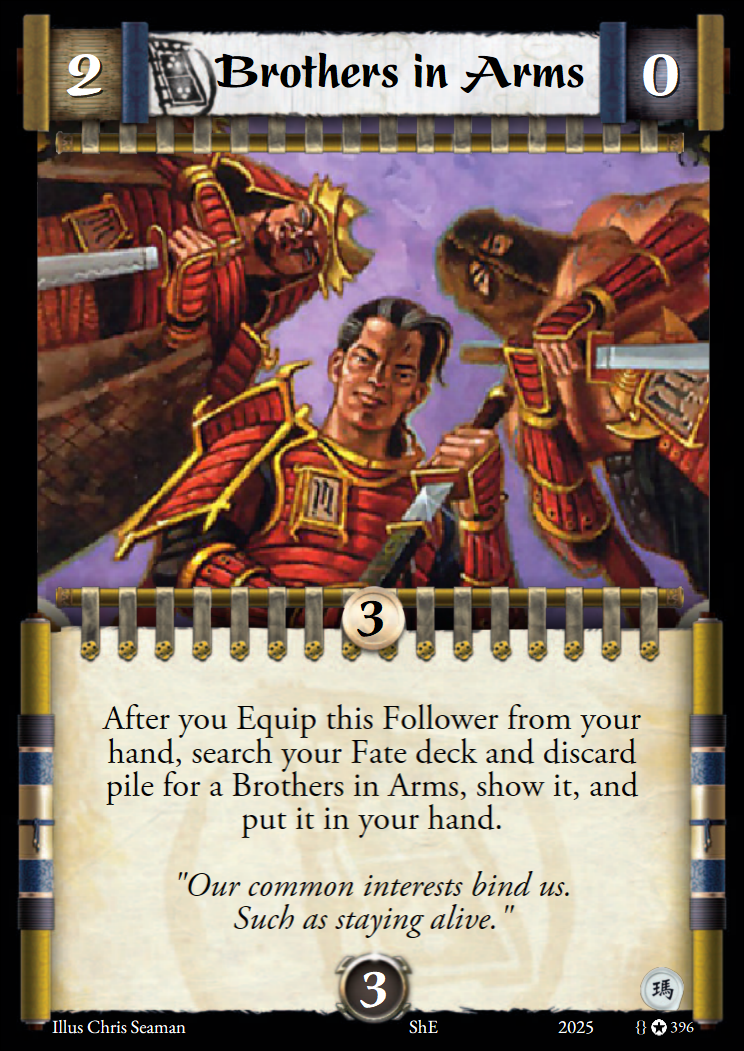 2
Brothers in Arms
0
3
After you Equip this Follower from your
hand, search your Fate deck and discard
pile for a Brothers in Arms, show it, and
put it in your hand.
"Our common interests bind us.
Such as staying alive."
3
瑪
Illus Chris Seaman
ShE
2025
{} 396